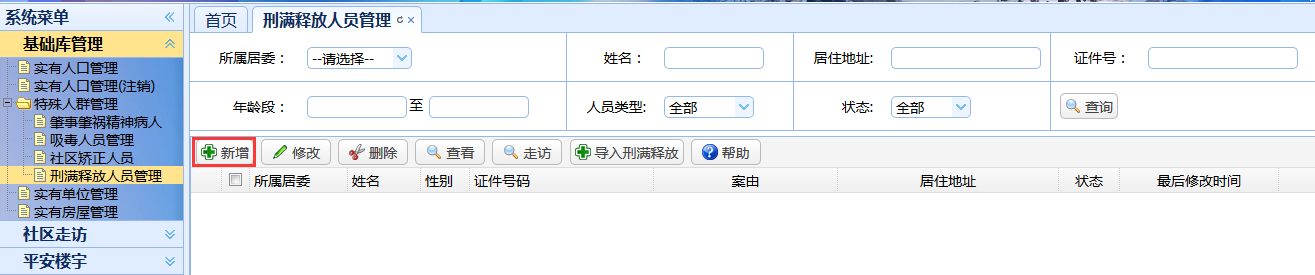 系统菜单
基础库管理
实有人口管理
实有人口管理(注销)
特殊人群管理
肇事肇祸精神病人
吸毒人员管理
社区矫正人员
刑满释放人员管理
实有单位管理
实有房屋管理
社区走访
平安楼宇
首页 刑满释放人员管理
所属居委： --请选择-- 姓名： 居住地址: 证件号：
年龄段： 至 人员类型: 全部 状态: 全部 查询
新增 修改 删除 查看 走访 导入刑满释放 帮助
所属居委 姓名 性别 证件号码 案由 居住地址 状态 最后修改时间